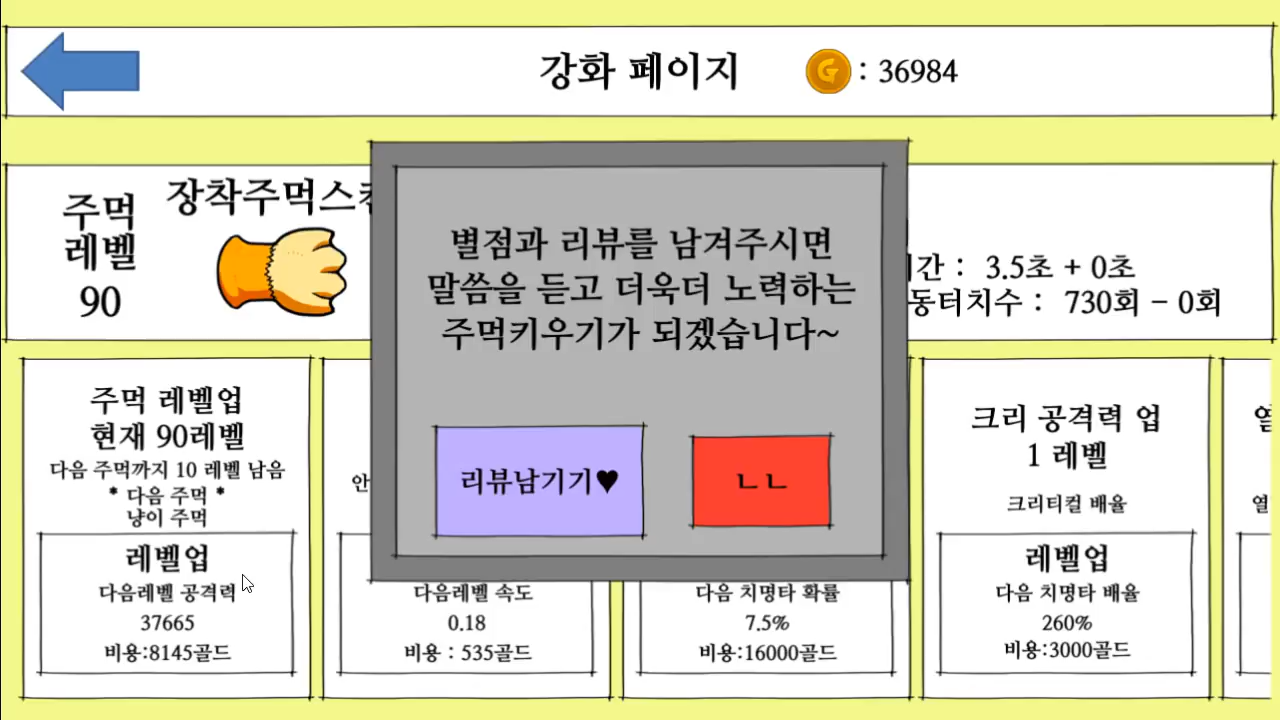 강화 페이지
G : 36984
주먹
레벨
90
장착주먹스
간 : 3.5초 + 0초
동터치수 : 730회 - 0회
별점과 리뷰를 남겨주시면
말씀을 듣고 더욱더 노력하는
주먹키우기가 되겠습니다~
리뷰남기기♥
ㄴㄴ
주먹 레벨업
현재 90레벨
다음 주먹까지 10 레벨 남음
* 다음 주먹 *
냥이 주먹
레벨업
다음레벨 공격력
37665
비용:8145골드
안
다음레벨 속도
0.18
비용 : 535골드
다음 치명타 확률
7.5%
비용:16000골드
크리 공격력 업
1 레벨
크리티컬 배율
레벨업
다음 치명타 배율
260%
비용:3000골드
열